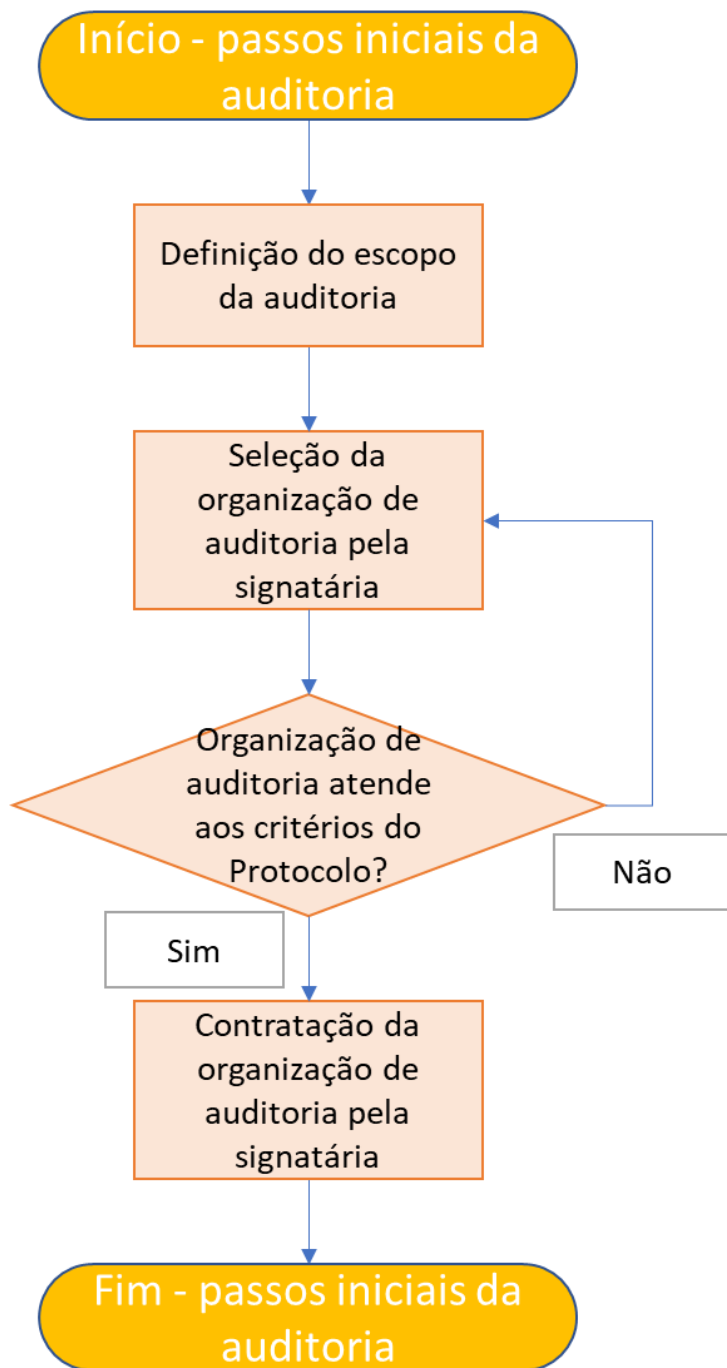 Início - passos iniciais da
auditoria
Definição do escopo
da auditoria
Seleção da
organização de
auditoria pela
signatária
Organização de
auditoria atende
aos critérios do
Protocolo?
Não
Sim
Contratação da
organização de
auditoria pela
signatária
Fim - passos iniciais da
auditoria